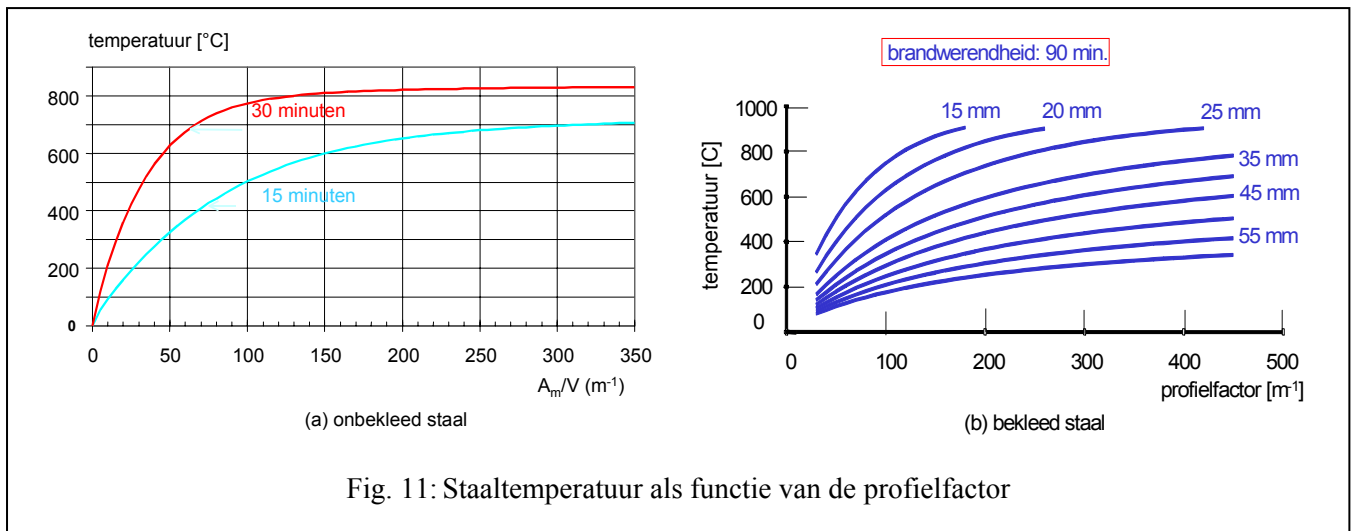 temperatuur [°C]
800
600
400
200
0
30 minuten
15 minuten
0 50 100 150 200 250 300 350
Am/V (m-1)
(a) onbekleed staal
brandwerendheid: 90 min.
temperatuur [C]
1000
800
600
400
200
0
15 mm
20 mm
25 mm
35 mm
45 mm
55 mm
0 100 200 300 400 500
profielfactor [m-1]
(b) bekleed staal
Fig. 11: Staaltemperatuur als functie van de profielfactor